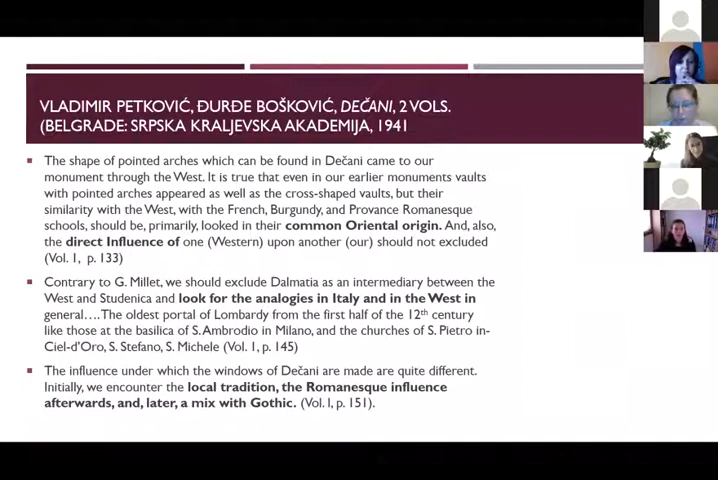 VLADIMIR PETKOVIĆ, ĐURĐE BOŠKOVIĆ, DEČANI, 2 VOLS.
(BELGRADE: SRPSKA KRALJEVSKA AKADEMIJA, 1941
The shape of pointed arches which can be found in Dečani came to our
monument through the West. It is true that even in our earlier monuments vaults
with pointed arches appeared as well as the cross-shaped vaults, but their
similarity with the West, with the French, Burgundy, and Provance Romanesque
schools, should be, primarily, looked in their common Oriental origin. And, also,
the direct Influence of one (Western) upon another (our) should not excluded
(Vol. 1, p. 133)
Contrary to G. Millet, we should exclude Dalmatia as an intermediary between the
West and Studenica and look for the analogies in Italy and in the West in
general….The oldest portal of Lombardy from the first half of the 12th century
like those at the basilica of S. Ambrodio in Milano, and the churches of S. Pietro in-
Ciel-d'Oro, S. Stefano, S. Michele (Vol. 1, p. 145)
The influence under which the windows of Dečani are made are quite different.
Initially, we encounter the local tradition, the Romanesque influence
afterwards, and, later, a mix with Gothic. (Vol. I, p. 151).